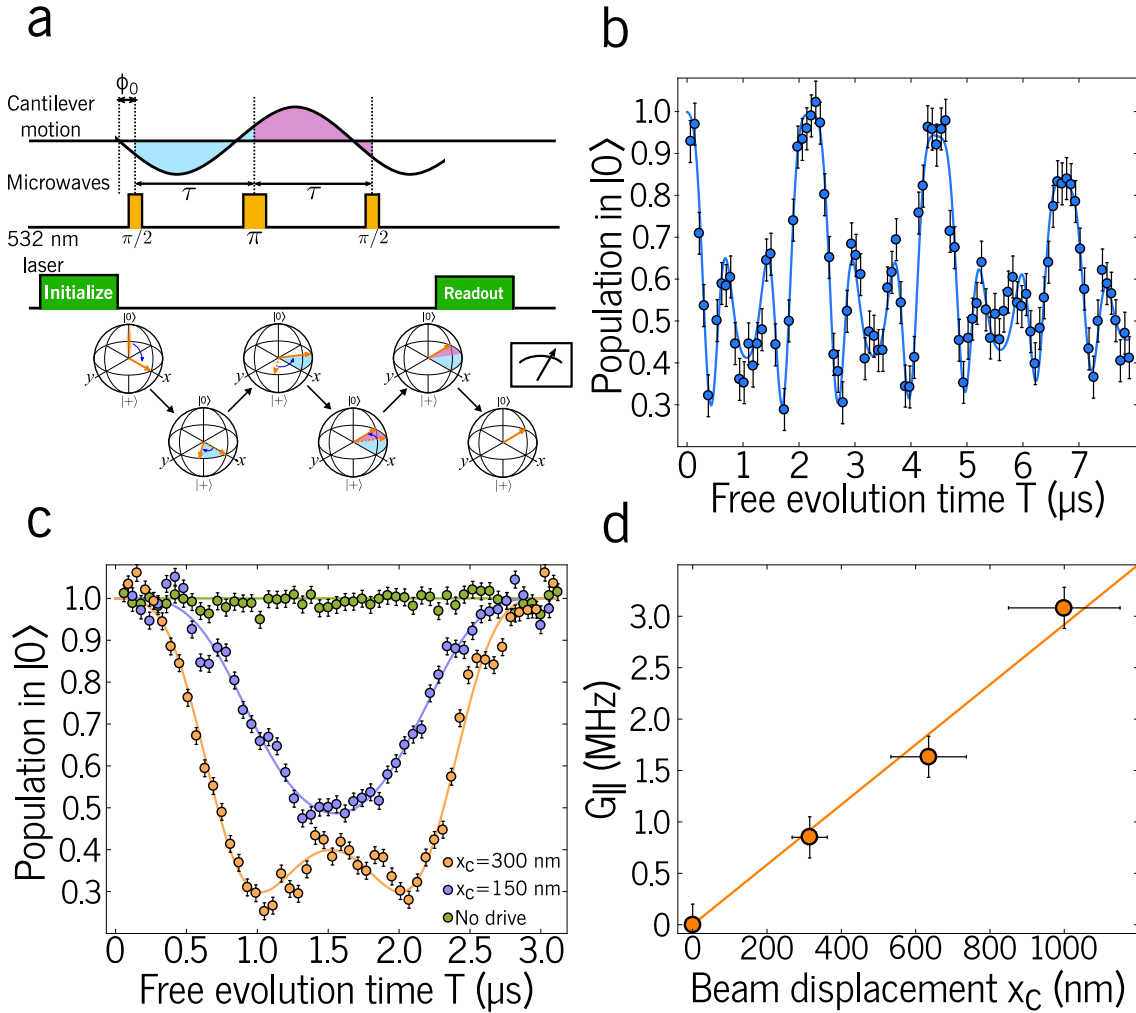 a
ϕ0
Cantilever
motion
Microwaves
τ
τ
π/2
π
π/2
532 nm
laser
Initialize
Readout
|0⟩
|0⟩
|0⟩
y
x
y
x
y
x
|+⟩
|+⟩
|+⟩
|0⟩
|0⟩
|0⟩
y
x
y
x
y
x
|+⟩
|+⟩
|+⟩
b
Population in |0⟩
1.0
0.9
0.8
0.7
0.6
0.5
0.4
0.3
0 1 2 3 4 5 6 7
Free evolution time T (μs)
c
Population in |0⟩
1.0
0.9
0.8
0.7
0.6
0.5
0.4
0.3
x_C=300 nm
x_C=150 nm
No drive
0 0.5 1.0 1.5 2.0 2.5 3.0
Free evolution time T (μs)
d
G|| (MHz)
3.0
2.5
2.0
1.5
1.0
0.5
0
0 200 400 600 800 1000
Beam displacement x_C (nm)